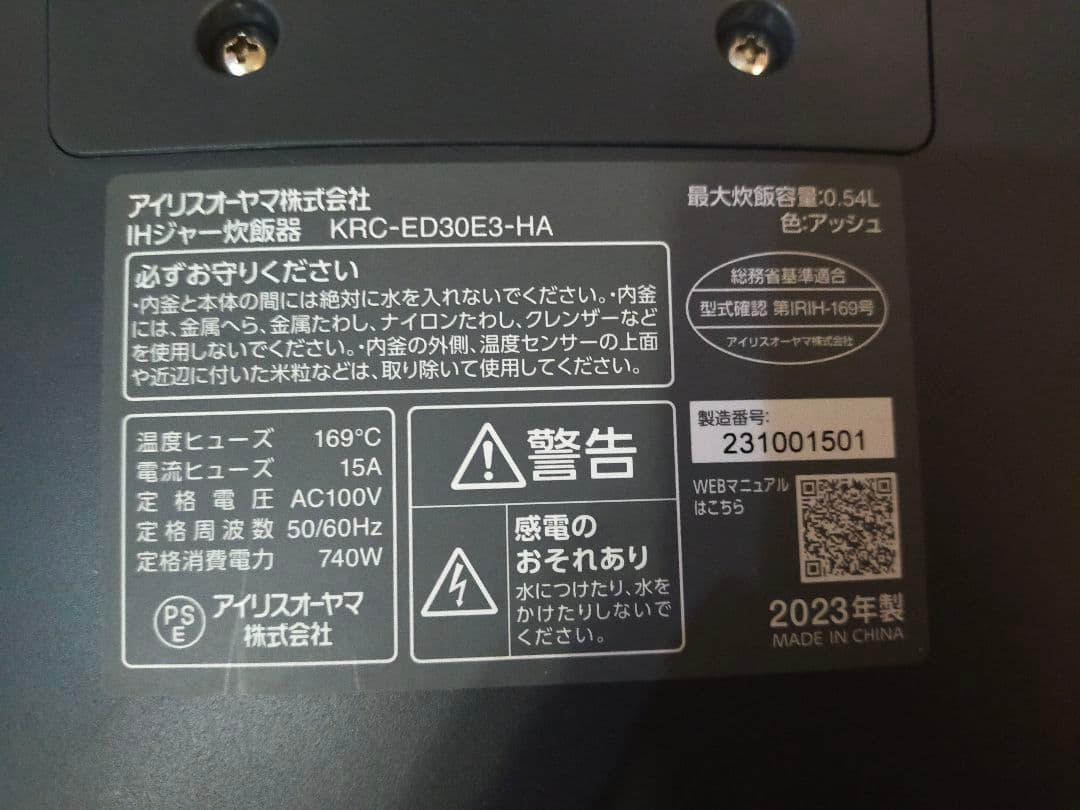 アイリスオーヤマ株式会社
IHジャー炊飯器 KRC-ED30E3-HA
最大炊飯容量:0.54L
色:アッシュ
必ずお守りください
・内釜と本体の間には絶対に水を入れないでください。・内釜
には、金属へら、金属たわし、ナイロンたわし、クレンザーなど
を使用しないでください。・内釜の外側、温度センサーの上面
や近辺に付いた米粒などは、取り除いて使用してください。
総務省基準適合
型式確認 第IRIH-169号
アイリスオーヤマ株式会社
温度ヒューズ 169℃
電流ヒューズ 15A
定格電圧 AC100V
定格周波数 50/60Hz
定格消費電力 740W
PS
E
アイリスオーヤマ
株式会社
警告
感電の
おそれあり
水につけたり、水を
かけたりしないで
ください。
製造番号:
231001501
WEBマニュアル
はこちら
2023年製
MADE IN CHINA